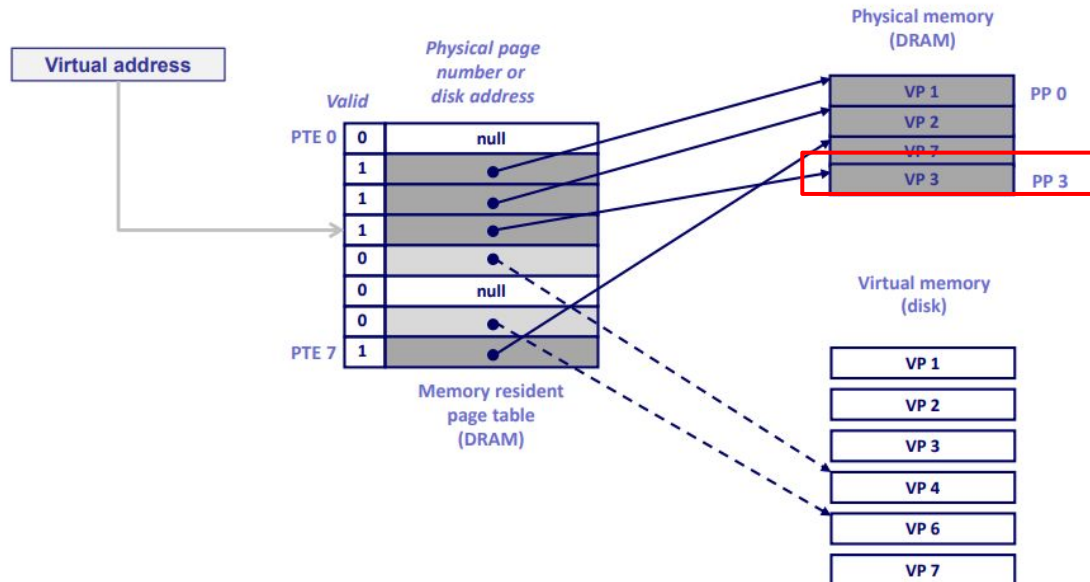 Physical memory
(DRAM)
Virtual address
Physical page
number or
disk address
Valid
VP 1
PP 0
VP 2
VP 7
VP 3
PP 3
PTE 0
0
null
1
1
1
0
0
null
0
PTE 7
1
Memory resident
page table
(DRAM)
Virtual memory
(disk)
VP 1
VP 2
VP 3
VP 4
VP 6
VP 7